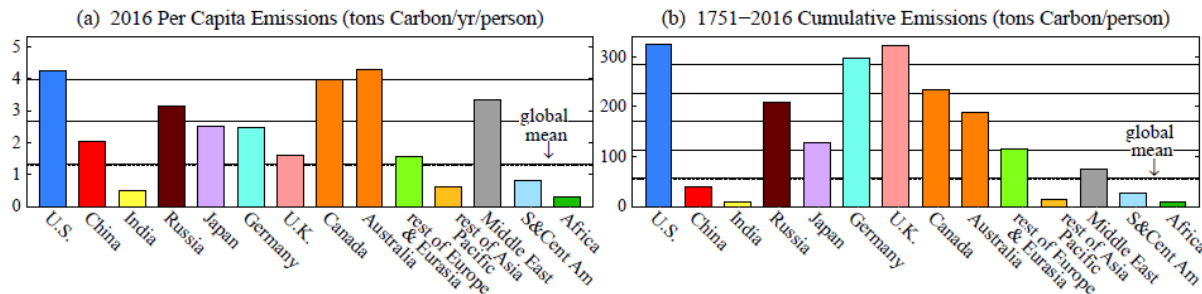 (a) 2016 Per Capita Emissions (tons Carbon/yr/person)
5
4
3
2
1
0
global
mean
U.S.
China
India
Russia
Japan
Germany
U.K.
Canada
Australia
rest of Europe
& Eurasia
rest of Asia
Pacific
Middle East
S&Cent Am
Africa
(b) 1751−2016 Cumulative Emissions (tons Carbon/person)
300
200
100
0
global
mean
U.S.
China
India
Russia
Japan
Germany
U.K.
Canada
Australia
rest of Europe
& Eurasia
rest of Asia
Pacific
Middle East
S&Cent Am
Africa